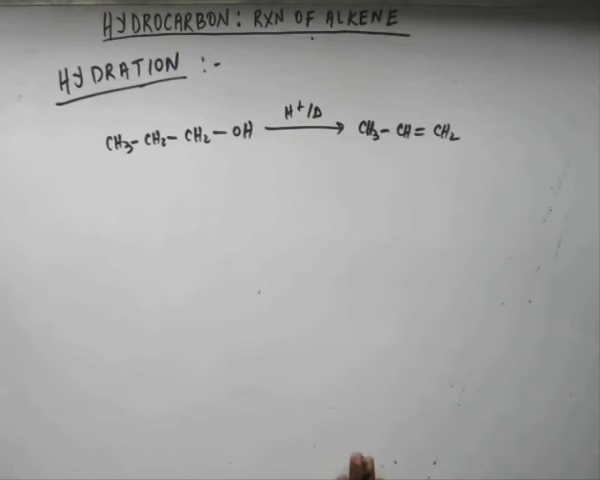 HYDROCARBON: RXN OF ALKENE
HYDRATION :-
CH₃- CH₂- CH₂- OH —H⁺/Δ→ CH₃- CH= CH₂